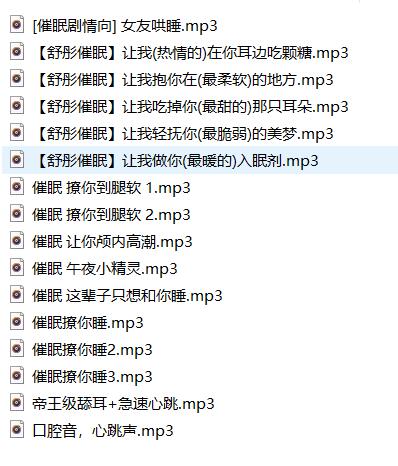 [催眠剧情向] 女友哄睡.mp3
【舒彤催眠】让我(热情的)在你耳边吃颗糖.mp3
【舒彤催眠】让我抱你在(最柔软)的地方.mp3
【舒彤催眠】让我吃掉你(最甜的)那只耳朵.mp3
【舒彤催眠】让我轻抚你(最脆弱)的美梦.mp3
【舒彤催眠】让我做你(最暖的)入眠剂.mp3
催眠 撩你到腿软 1.mp3
催眠 撩你到腿软 2.mp3
催眠 让你颅内高潮.mp3
催眠 午夜小精灵.mp3
催眠 这辈子只想和你睡.mp3
催眠撩你睡.mp3
催眠撩你睡2.mp3
催眠撩你睡3.mp3
帝王级舔耳+急速心跳.mp3
口腔音，心跳声.mp3